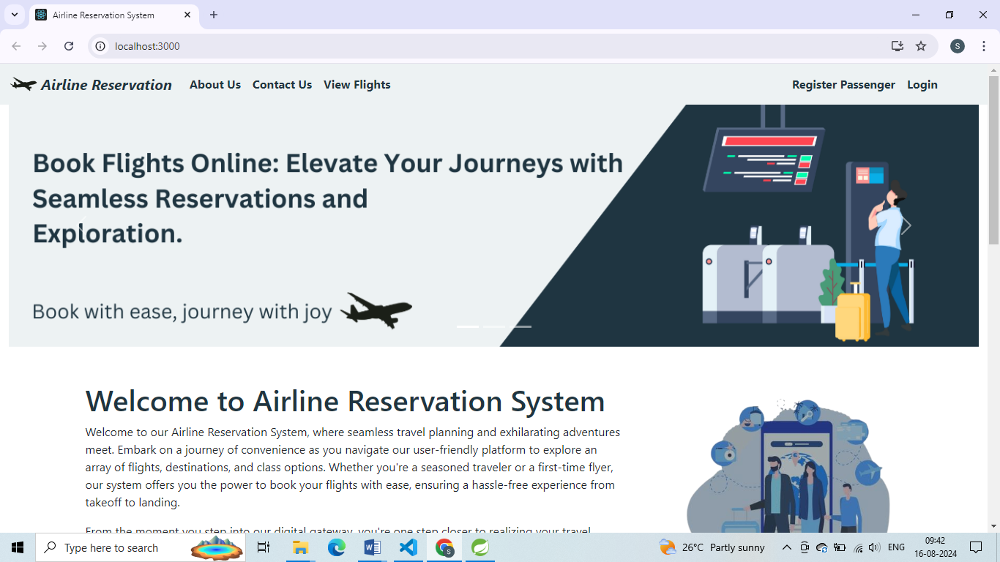 Airline Reservation System
localhost:3000
S
Airline Reservation About Us Contact Us View Flights Register Passenger Login
Book Flights Online: Elevate Your Journeys with
Seamless Reservations and
Exploration.
Book with ease, journey with joy
Welcome to Airline Reservation System
Welcome to our Airline Reservation System, where seamless travel planning and exhilarating adventures
meet. Embark on a journey of convenience as you navigate our user-friendly platform to explore an
array of flights, destinations, and class options. Whether you're a seasoned traveler or a first-time flyer,
our system offers you the power to book your flights with ease, ensuring a hassle-free experience from
takeoff to landing.
From the moment you step into our digital gateway, you're one step closer to realizing your travel
Type here to search 26°C Partly sunny ENG 09:42
16-08-2024